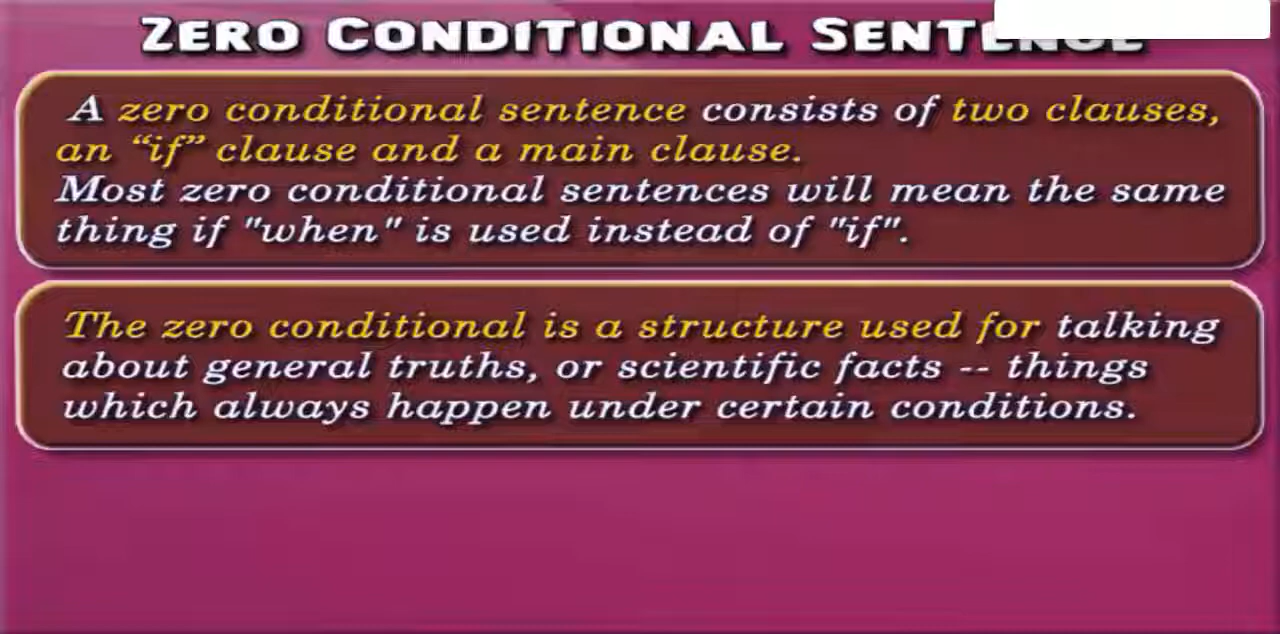 ZERO CONDITIONAL SENTENCE
A zero conditional sentence consists of two clauses,
an “if” clause and a main clause.
Most zero conditional sentences will mean the same
thing if "when" is used instead of "if".
The zero conditional is a structure used for talking
about general truths, or scientific facts -- things
which always happen under certain conditions.